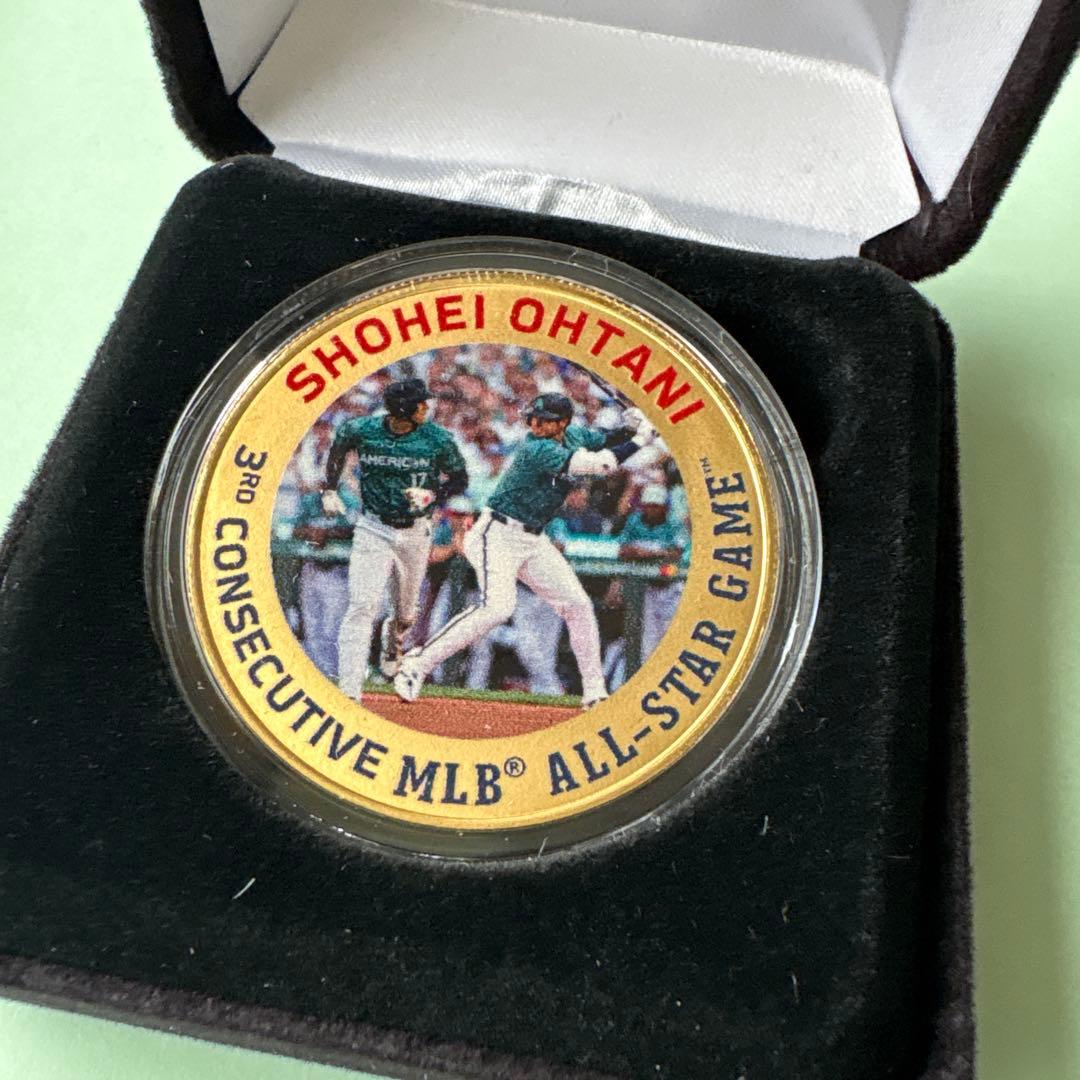 SHOHEI OHTANI
3RD CONSECUTIVE MLB® ALL-STAR GAME™
AMERICAN
17